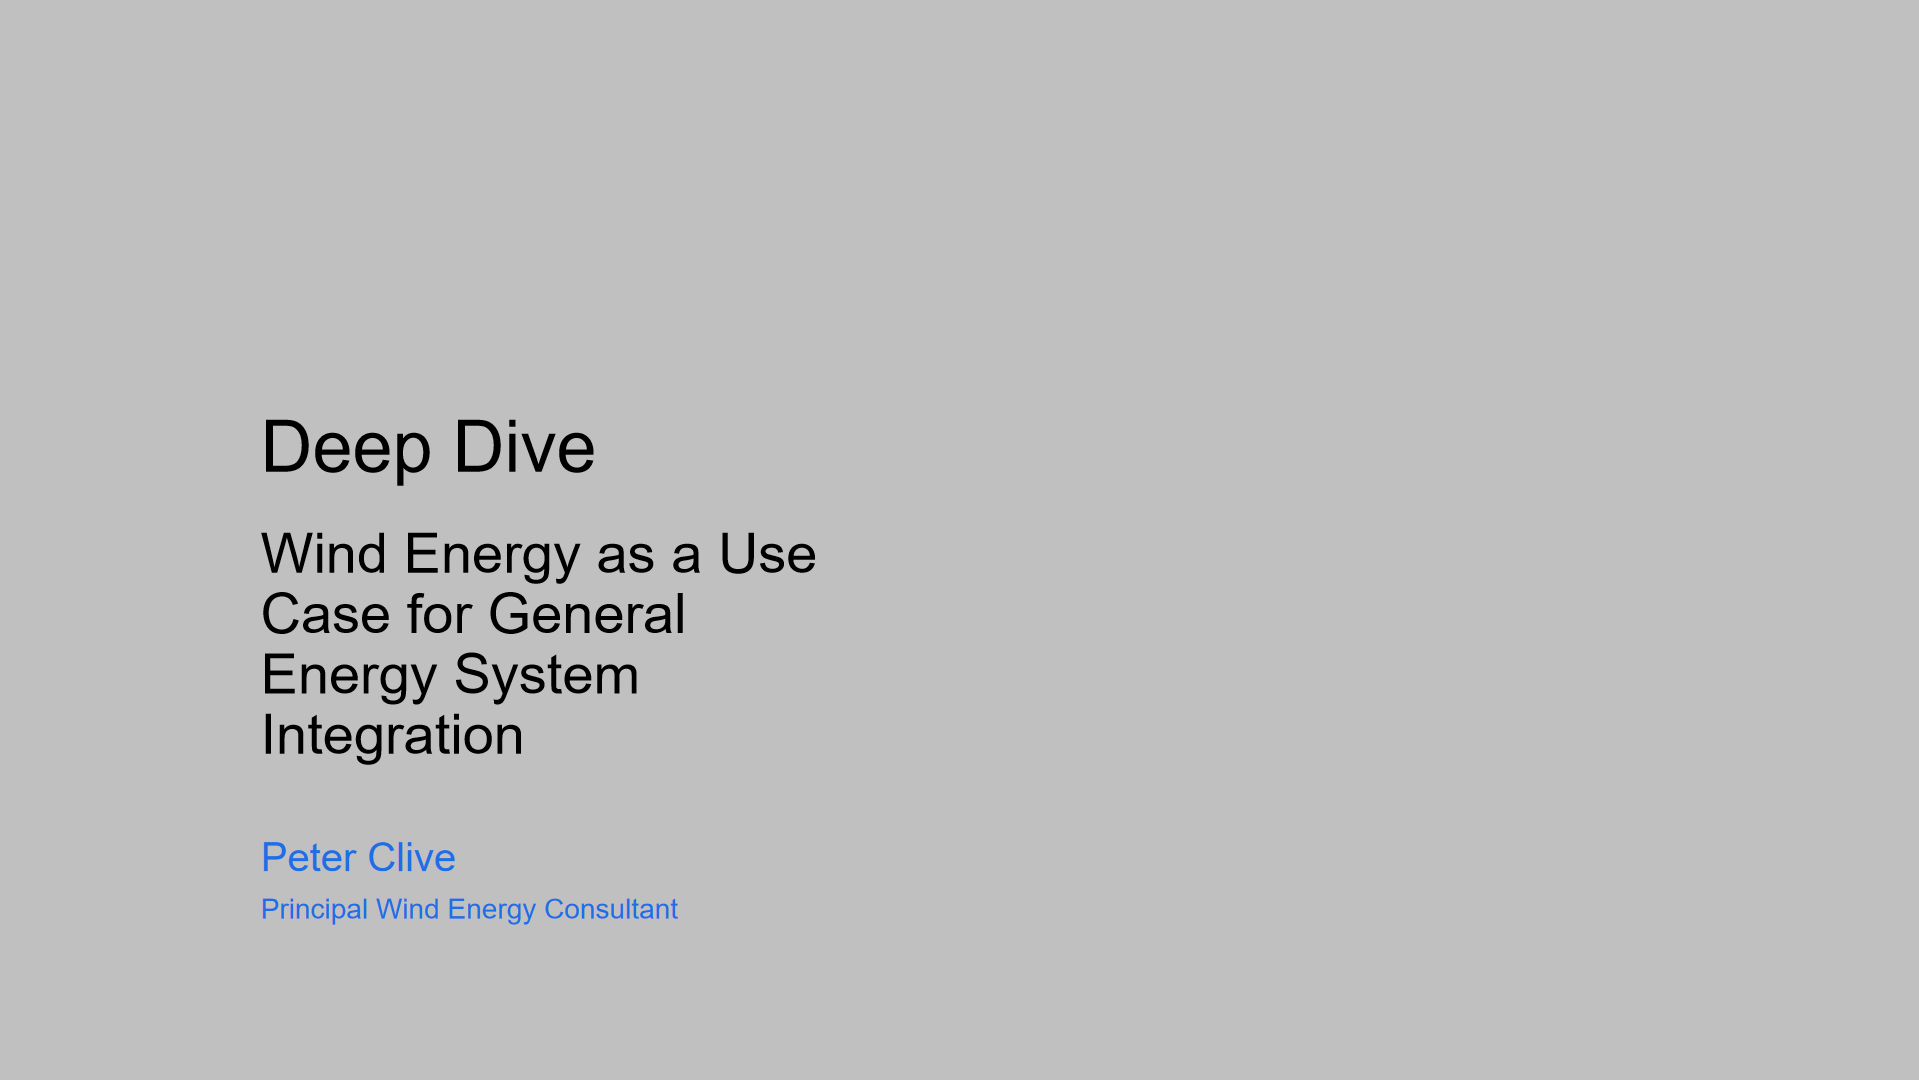 Deep Dive
Wind Energy as a Use
Case for General
Energy System
Integration
Peter Clive
Principal Wind Energy Consultant